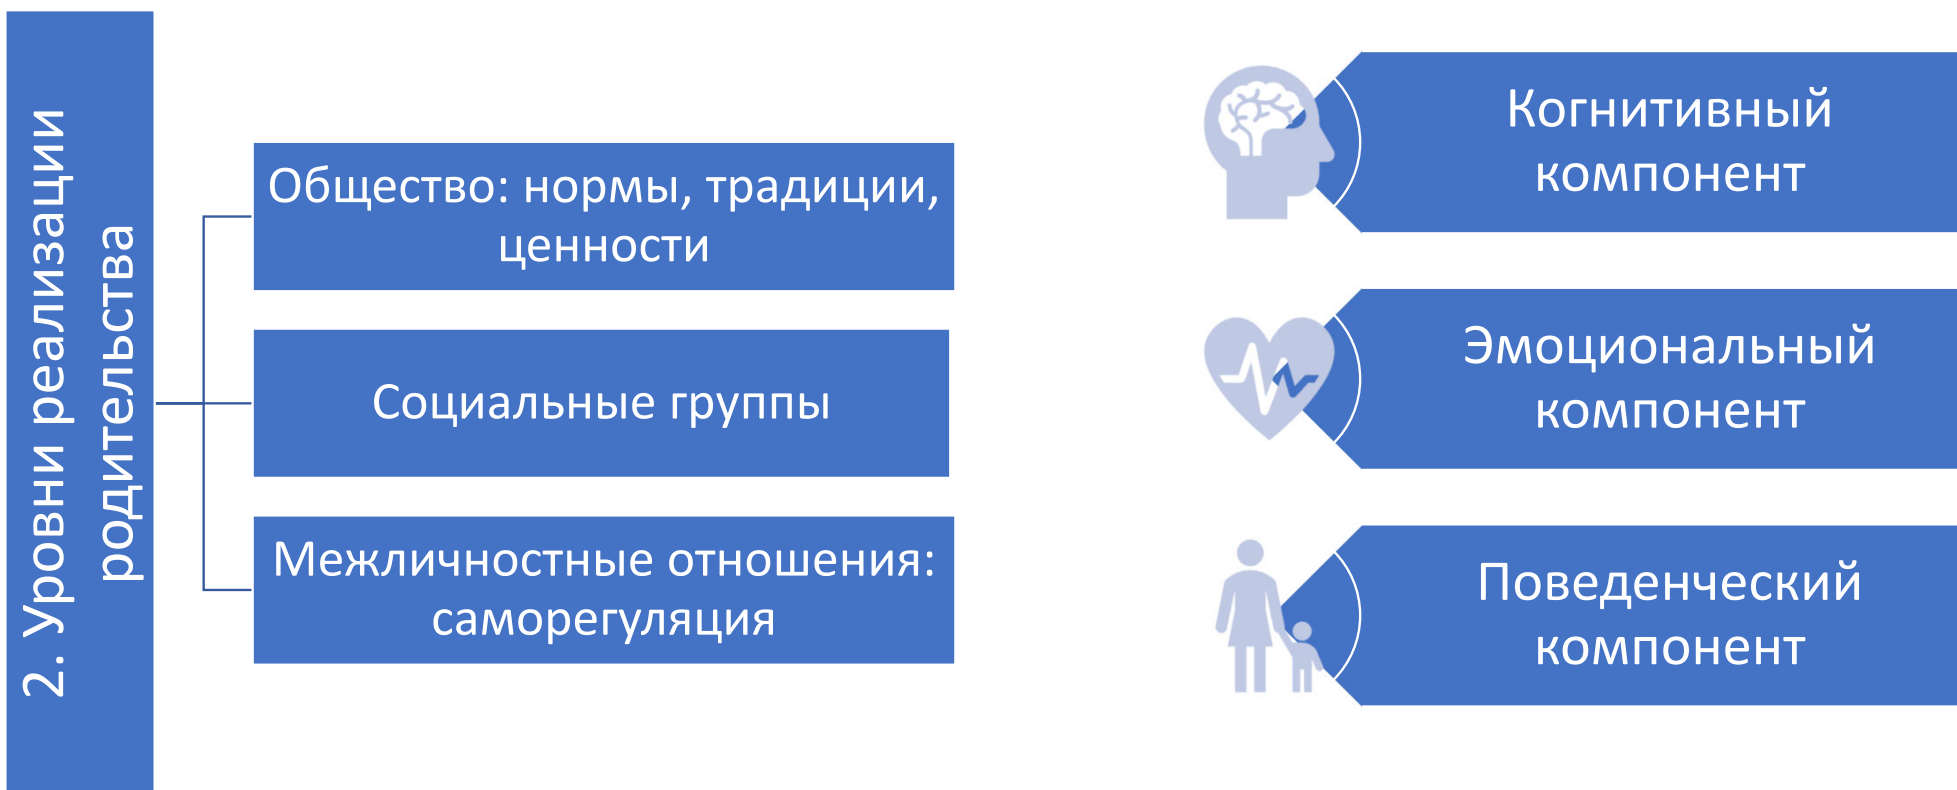 2. Уровни реализации
родительства
Общество: нормы, традиции,
ценности
Социальные группы
Межличностные отношения:
саморегуляция
Когнитивный
компонент
Эмоциональный
компонент
Поведенческий
компонент